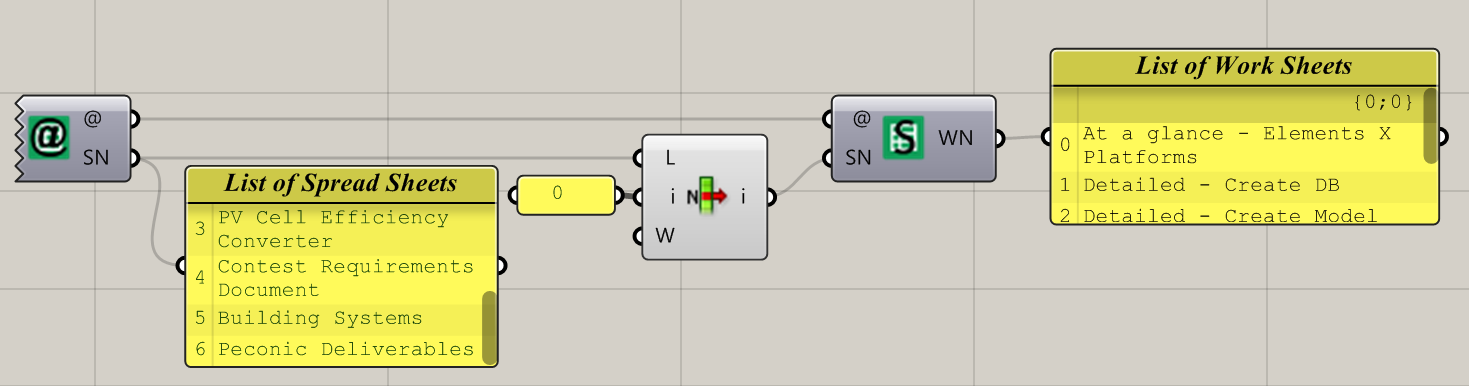 @
SN
List of Spread Sheets
3 PV Cell Efficiency
Converter
4 Contest Requirements
Document
5 Building Systems
6 Peconic Deliverables
0
L
i N i
W
@
SN
S
WN
List of Work Sheets
{0;0}
0 At a glance - Elements X
Platforms
1 Detailed - Create DB
2 Detailed - Create Model